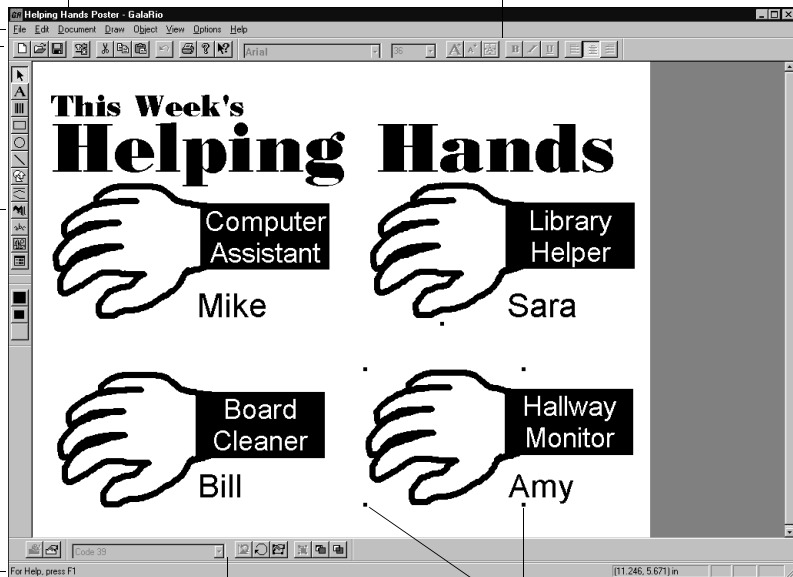 Helping Hands Poster - GalaRio
File Edit Document Draw Object View Options Help
Arial 36 A A B I U
A
abc
This Week's
Helping Hands
Computer
Assistant
Mike
Library
Helper
Sara
Board
Cleaner
Bill
Hallway
Monitor
Amy
Code 39
For Help, press F1
(11.246, 5.671) in